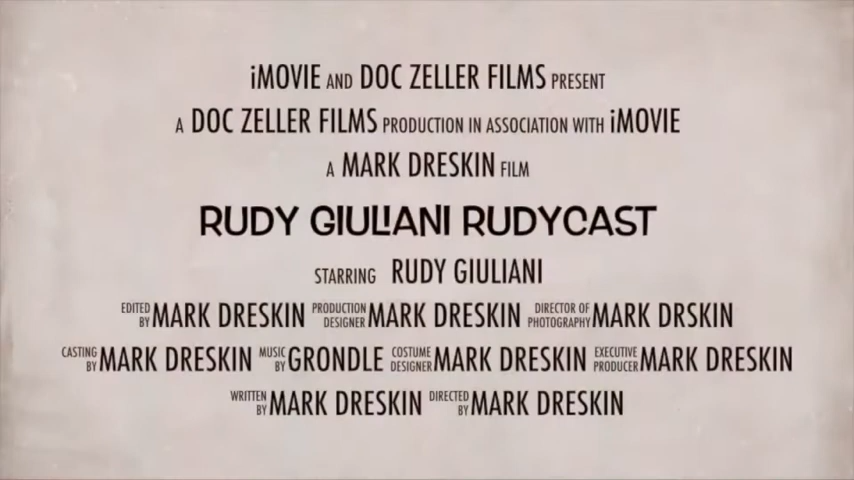 iMOVIE AND DOC ZELLER FILMS PRESENT
A DOC ZELLER FILMS PRODUCTION IN ASSOCIATION WITH iMOVIE
A MARK DRESKIN FILM
RUDY GIULIANI RUDYCAST
STARRING RUDY GIULIANI
EDITED BY MARK DRESKIN PRODUCTION DESIGNER MARK DRESKIN DIRECTOR OF PHOTOGRAPHY MARK DRSKIN
CASTING BY MARK DRESKIN MUSIC BY GRONDLE COSTUME DESIGNER MARK DRESKIN EXECUTIVE PRODUCER MARK DRESKIN
WRITTEN BY MARK DRESKIN DIRECTED BY MARK DRESKIN